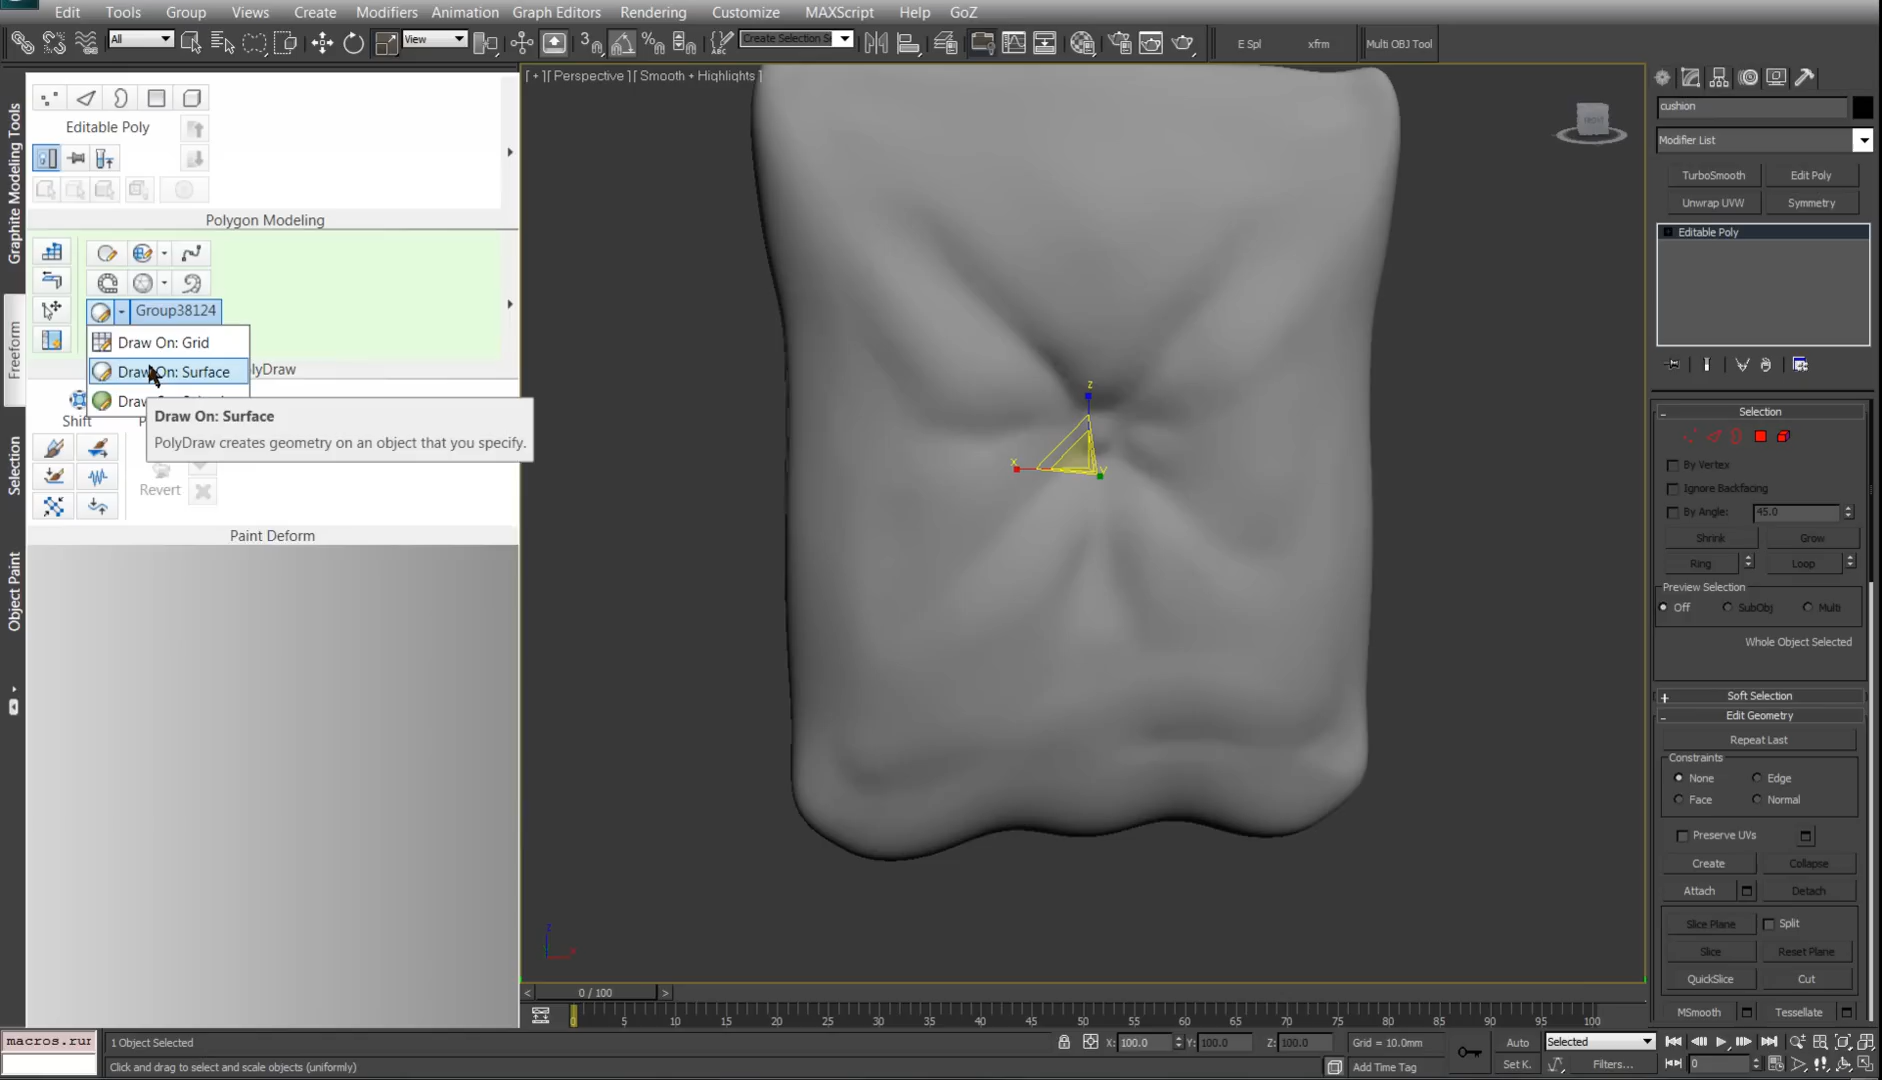 Edit Tools Group Views Create Modifiers Animation Graph Editors Rendering Customize MAXScript Help GoZ
All View 3 ABC Create Selection S E Spl xfrm Multi OBJ Tool
[ + ][ Perspective ][ Smooth + Highlights ]
Graphite Modeling Tools
Freeform
Selection
Object Paint
Editable Poly
Polygon Modeling
Group38124
Draw On: Grid
Draw On: Surface
lyDraw
Draw On: Surface
PolyDraw creates geometry on an object that you specify.
Shift
Revert
Paint Deform
z
x
y
FRONT
cushion
Modifier List
TurboSmooth Edit Poly
Unwrap UVW Symmetry
Editable Poly
- Selection
By Vertex
Ignore Backfacing
By Angle: 45.0
Shrink Grow
Ring Loop
Preview Selection
Off SubObj Multi
Whole Object Selected
+ Soft Selection
- Edit Geometry
Repeat Last
Constraints
None Edge
Face Normal
Preserve UVs
Create Collapse
Attach Detach
Slice Plane Split
Slice Reset Plane
QuickSlice Cut
MSmooth Tessellate
< 0 / 100 >
0 5 10 15 20 25 30 35 40 45 50 55 60 65 70 75 80 85 90 95 100
macros.rur 1 Object Selected X: 100.0 Y: 100.0 Z: 100.0 Grid = 10.0mm Auto Selected
Click and drag to select and scale objects (uniformly) Add Time Tag Set K. Filters... 0